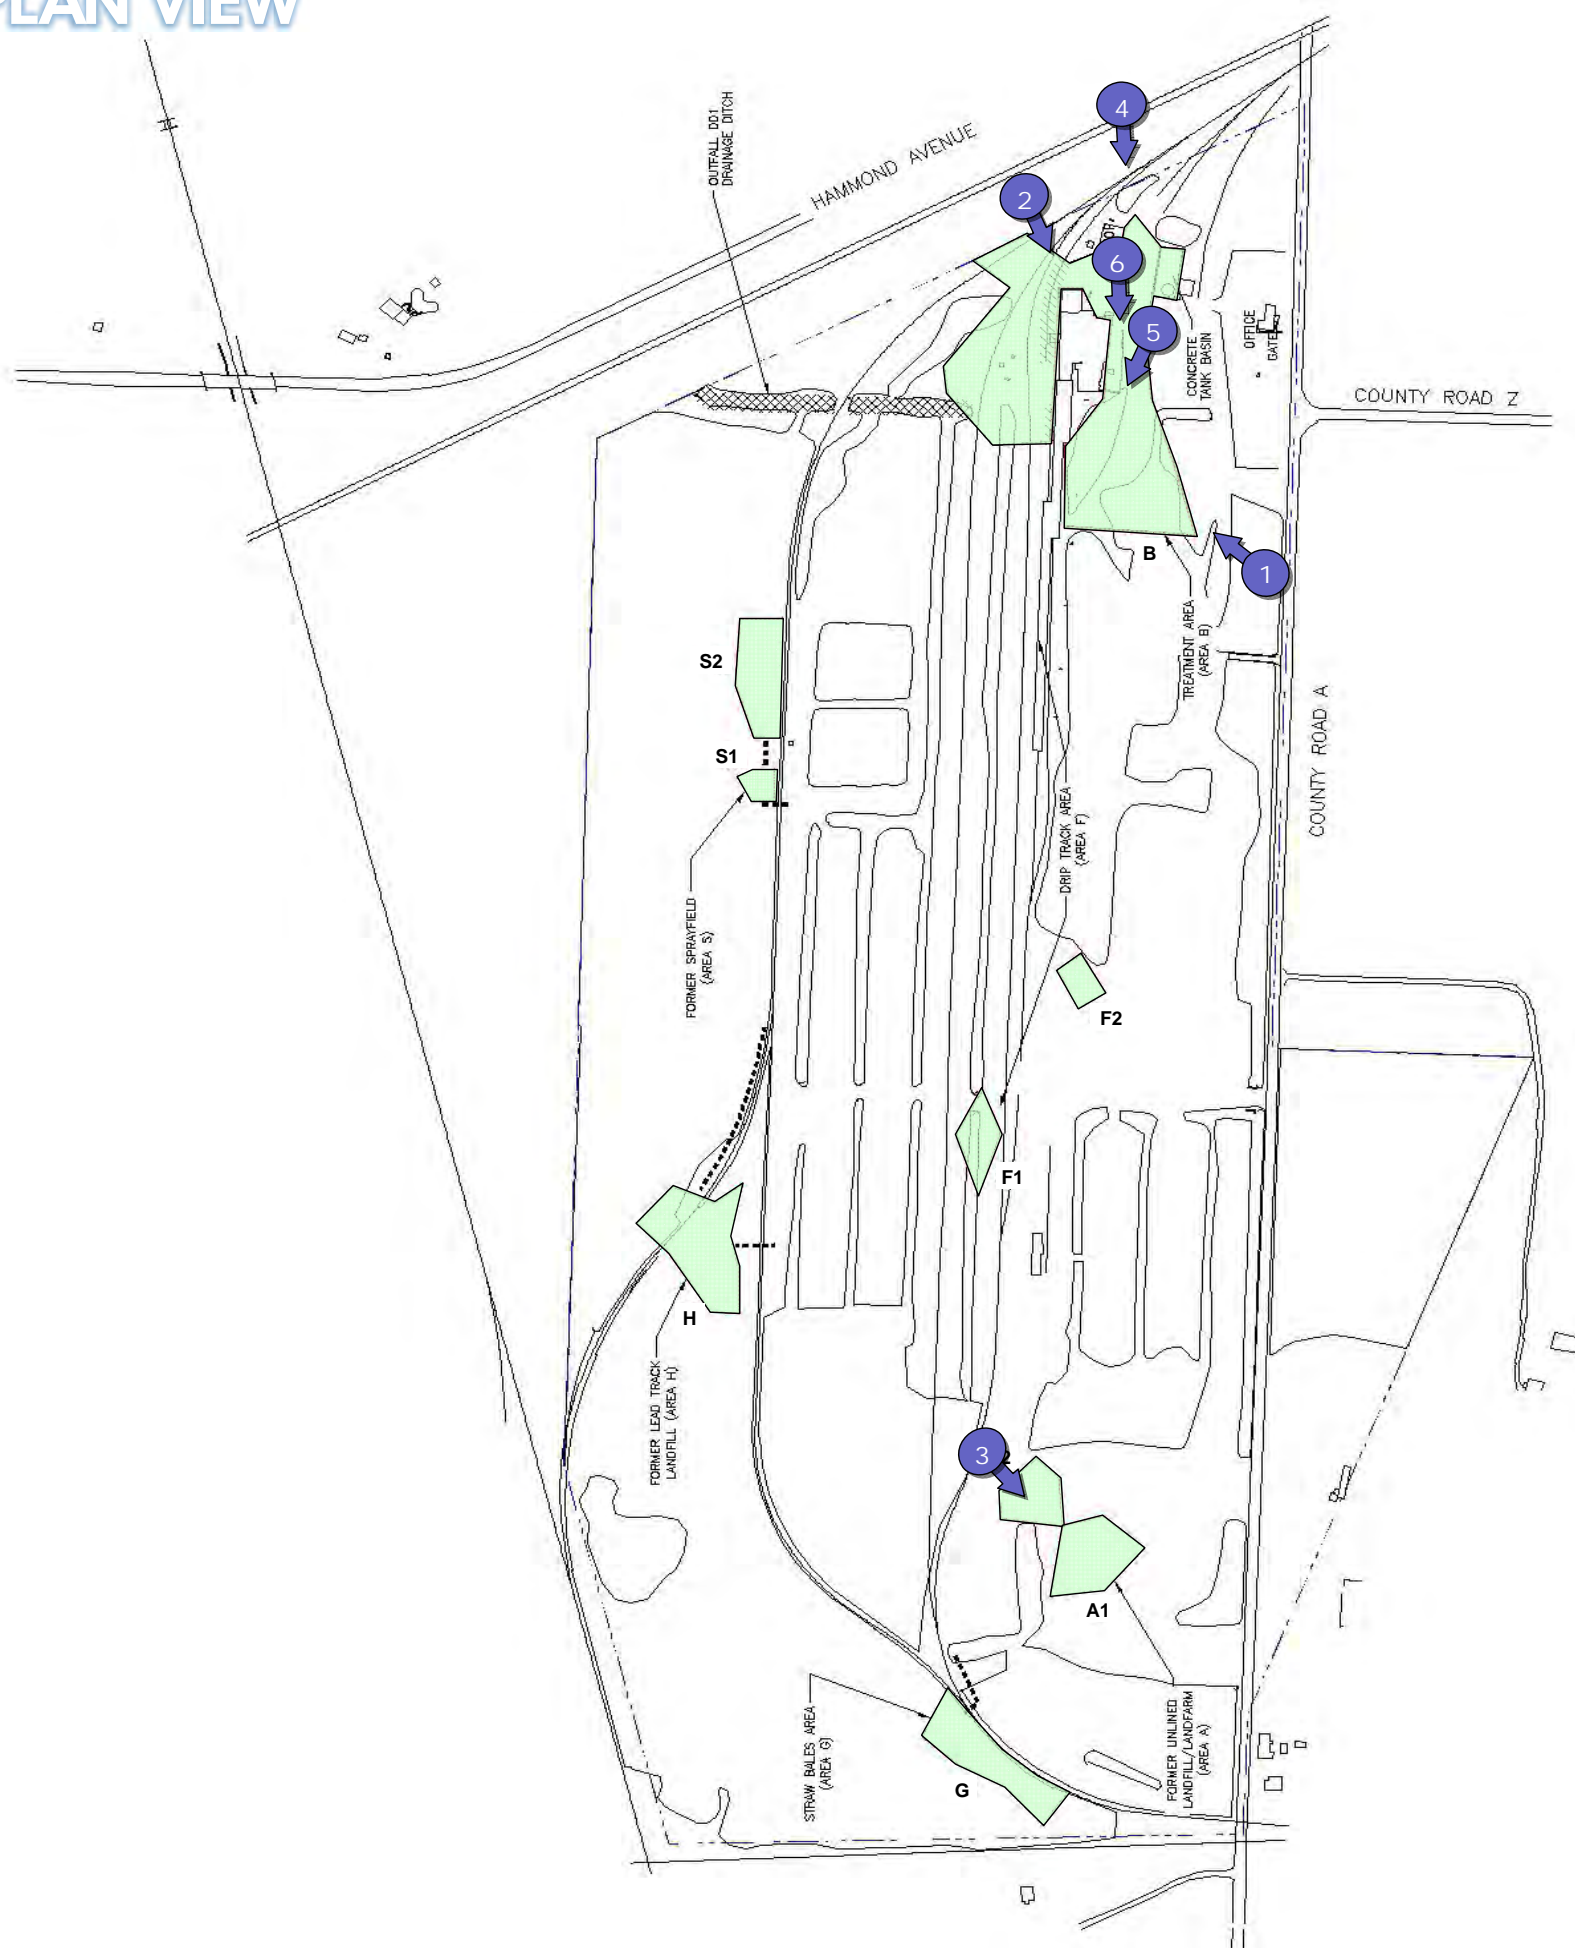 PLAN VIEW
OUTFALL DD1
DRAINAGE DITCH
HAMMOND AVENUE
4
2
6
5
OFFICE
GATE
CONCRETE
TANK BASIN
COUNTY ROAD Z
B
1
TREATMENT AREA
(AREA B)
S2
S1
COUNTY ROAD A
DRIP TRACK AREA
(AREA F)
FORMER SPRAYFIELD
(AREA S)
F2
F1
H
FORMER LEAD TRACK
LANDFILL (AREA H)
3
A1
STRAW BALES AREA
(AREA G)
G
FORMER UNLINED
LANDFILL/LANDFARM
(AREA A)